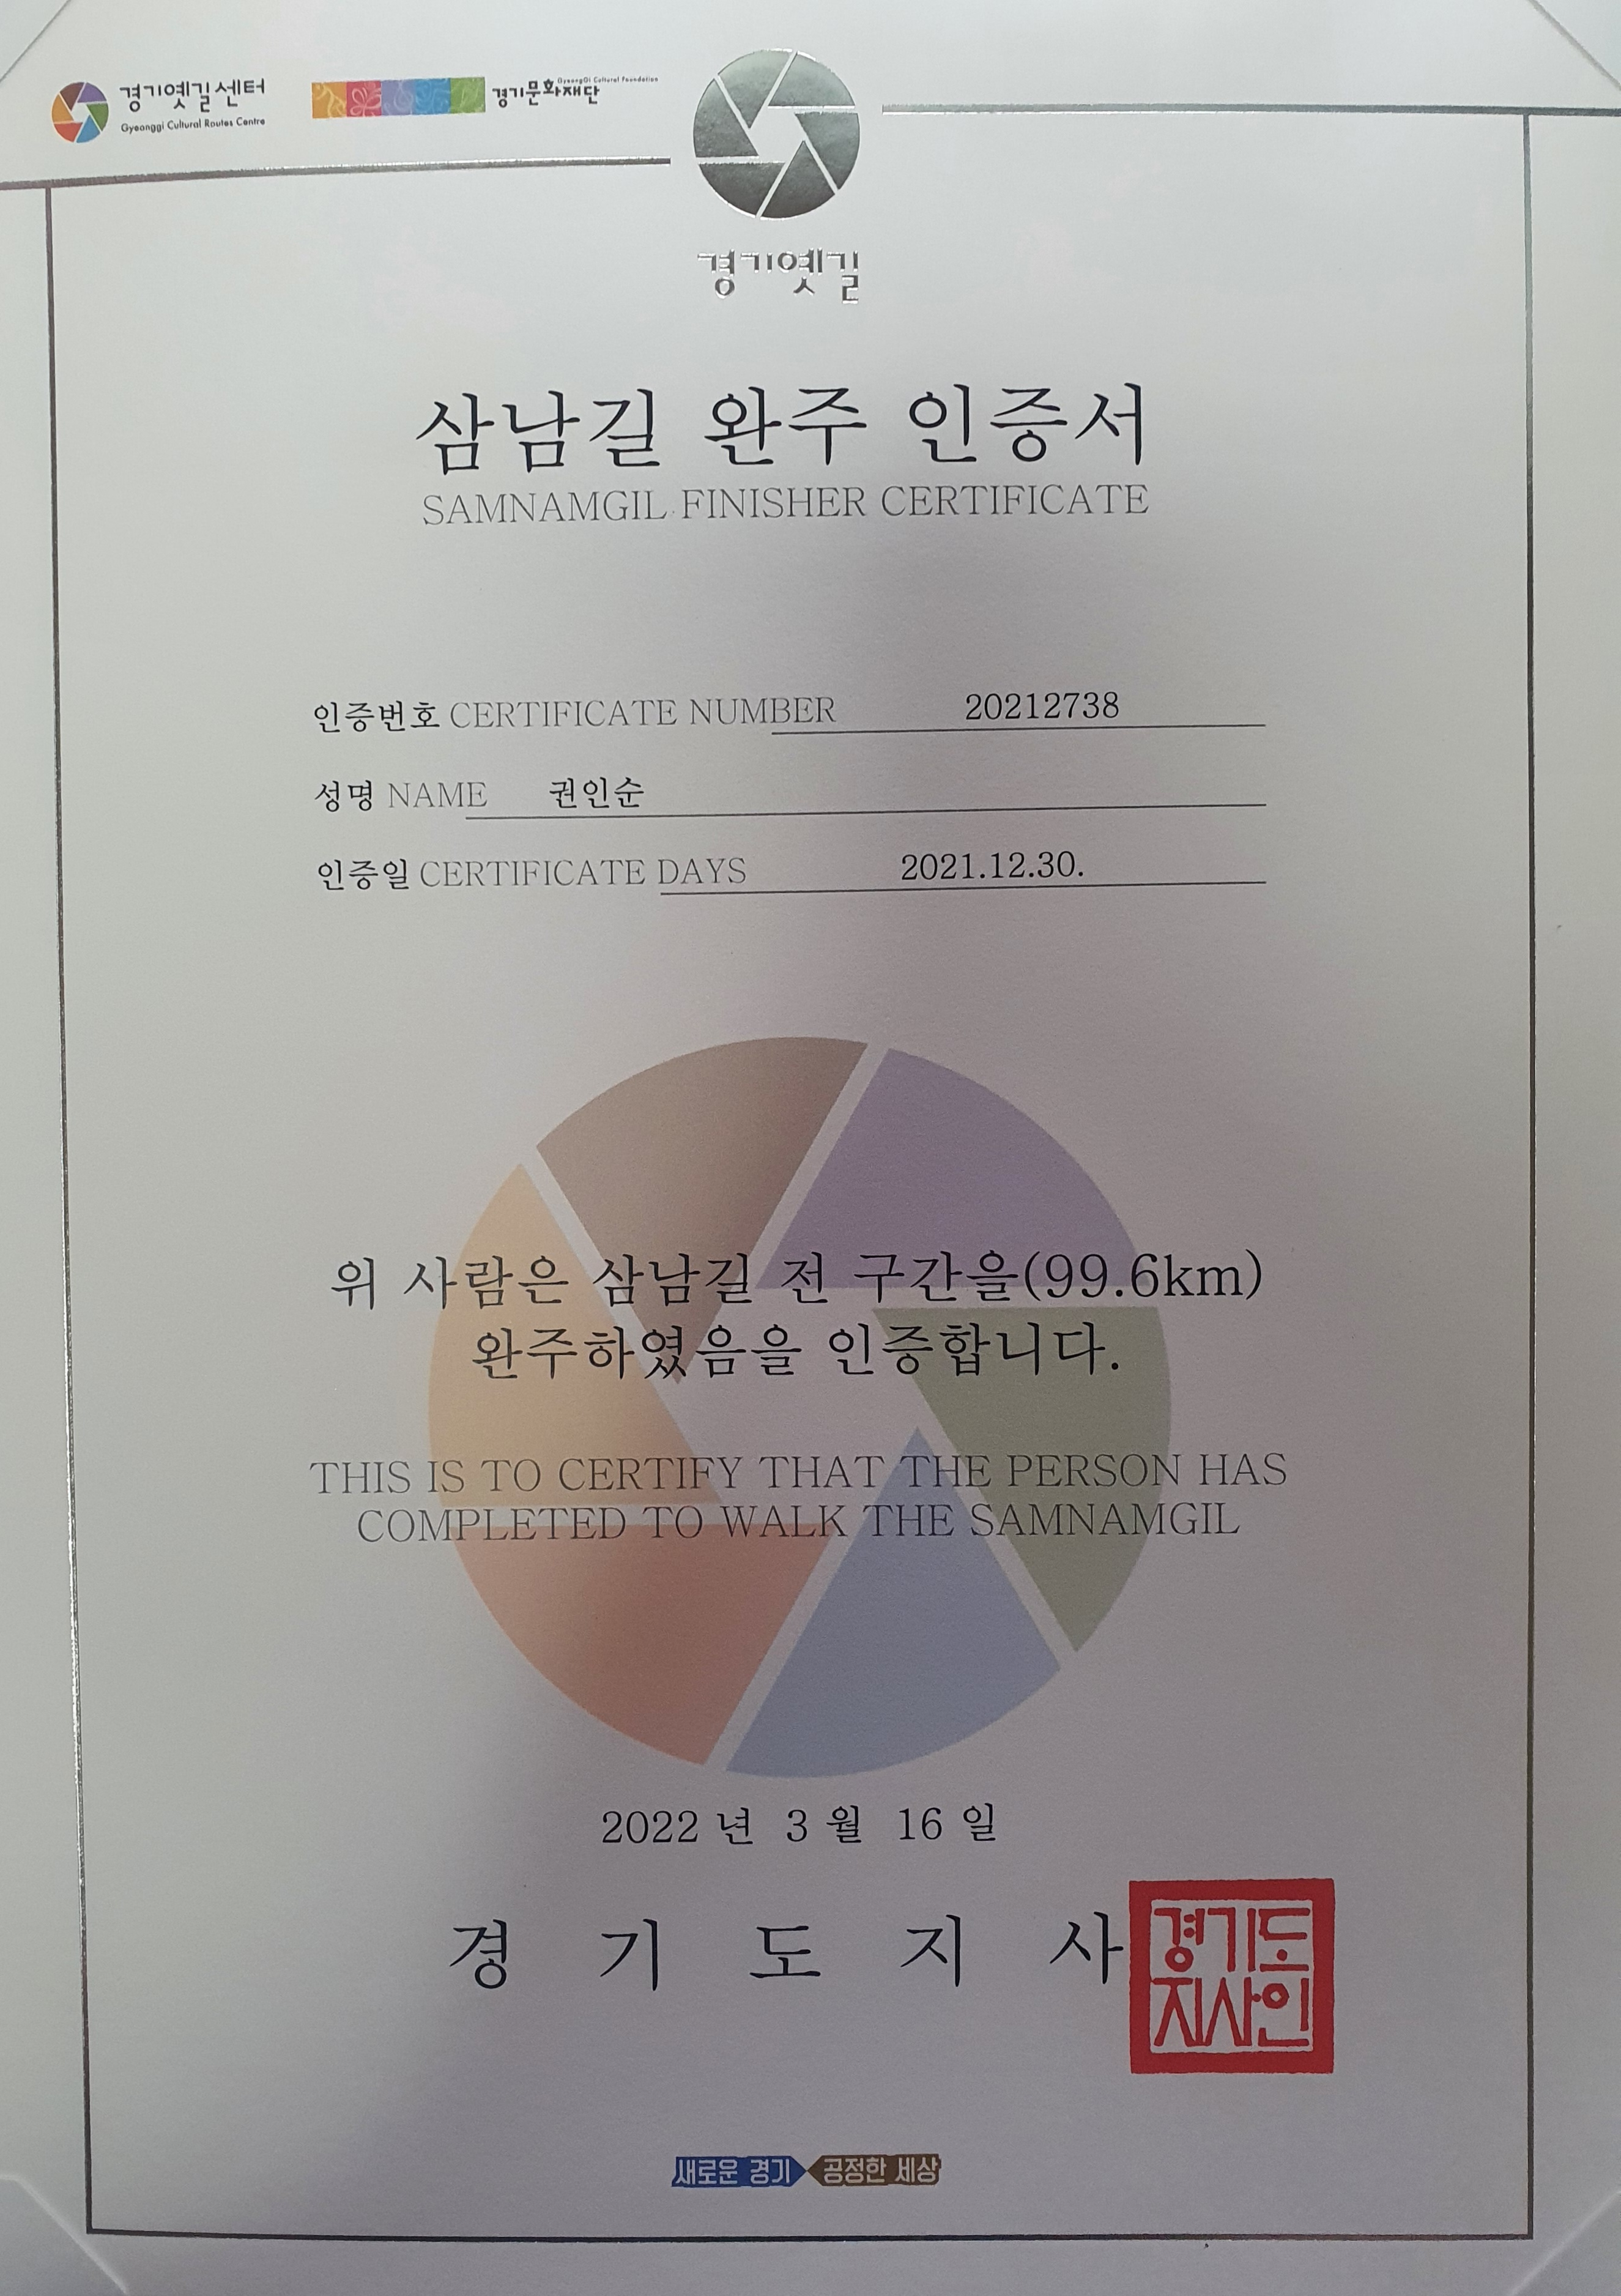 경기옛길센터
Gyeonggi Cultural Routes Centre
GyeongGi Cultural Foundation
경기문화재단
경기옛길
삼남길 완주 인증서
SAMNAMGIL FINISHER CERTIFICATE
인증번호 CERTIFICATE NUMBER 20212738
성명 NAME 권인순
인증일 CERTIFICATE DAYS 2021.12.30.
위 사람은 삼남길 전 구간을(99.6km)
완주하였음을 인증합니다.
THIS IS TO CERTIFY THAT THE PERSON HAS
COMPLETED TO WALK THE SAMNAMGIL
2022 년 3 월 16 일
경 기 도 지 사
경기도
지사인
새로운 경기 공정한 세상